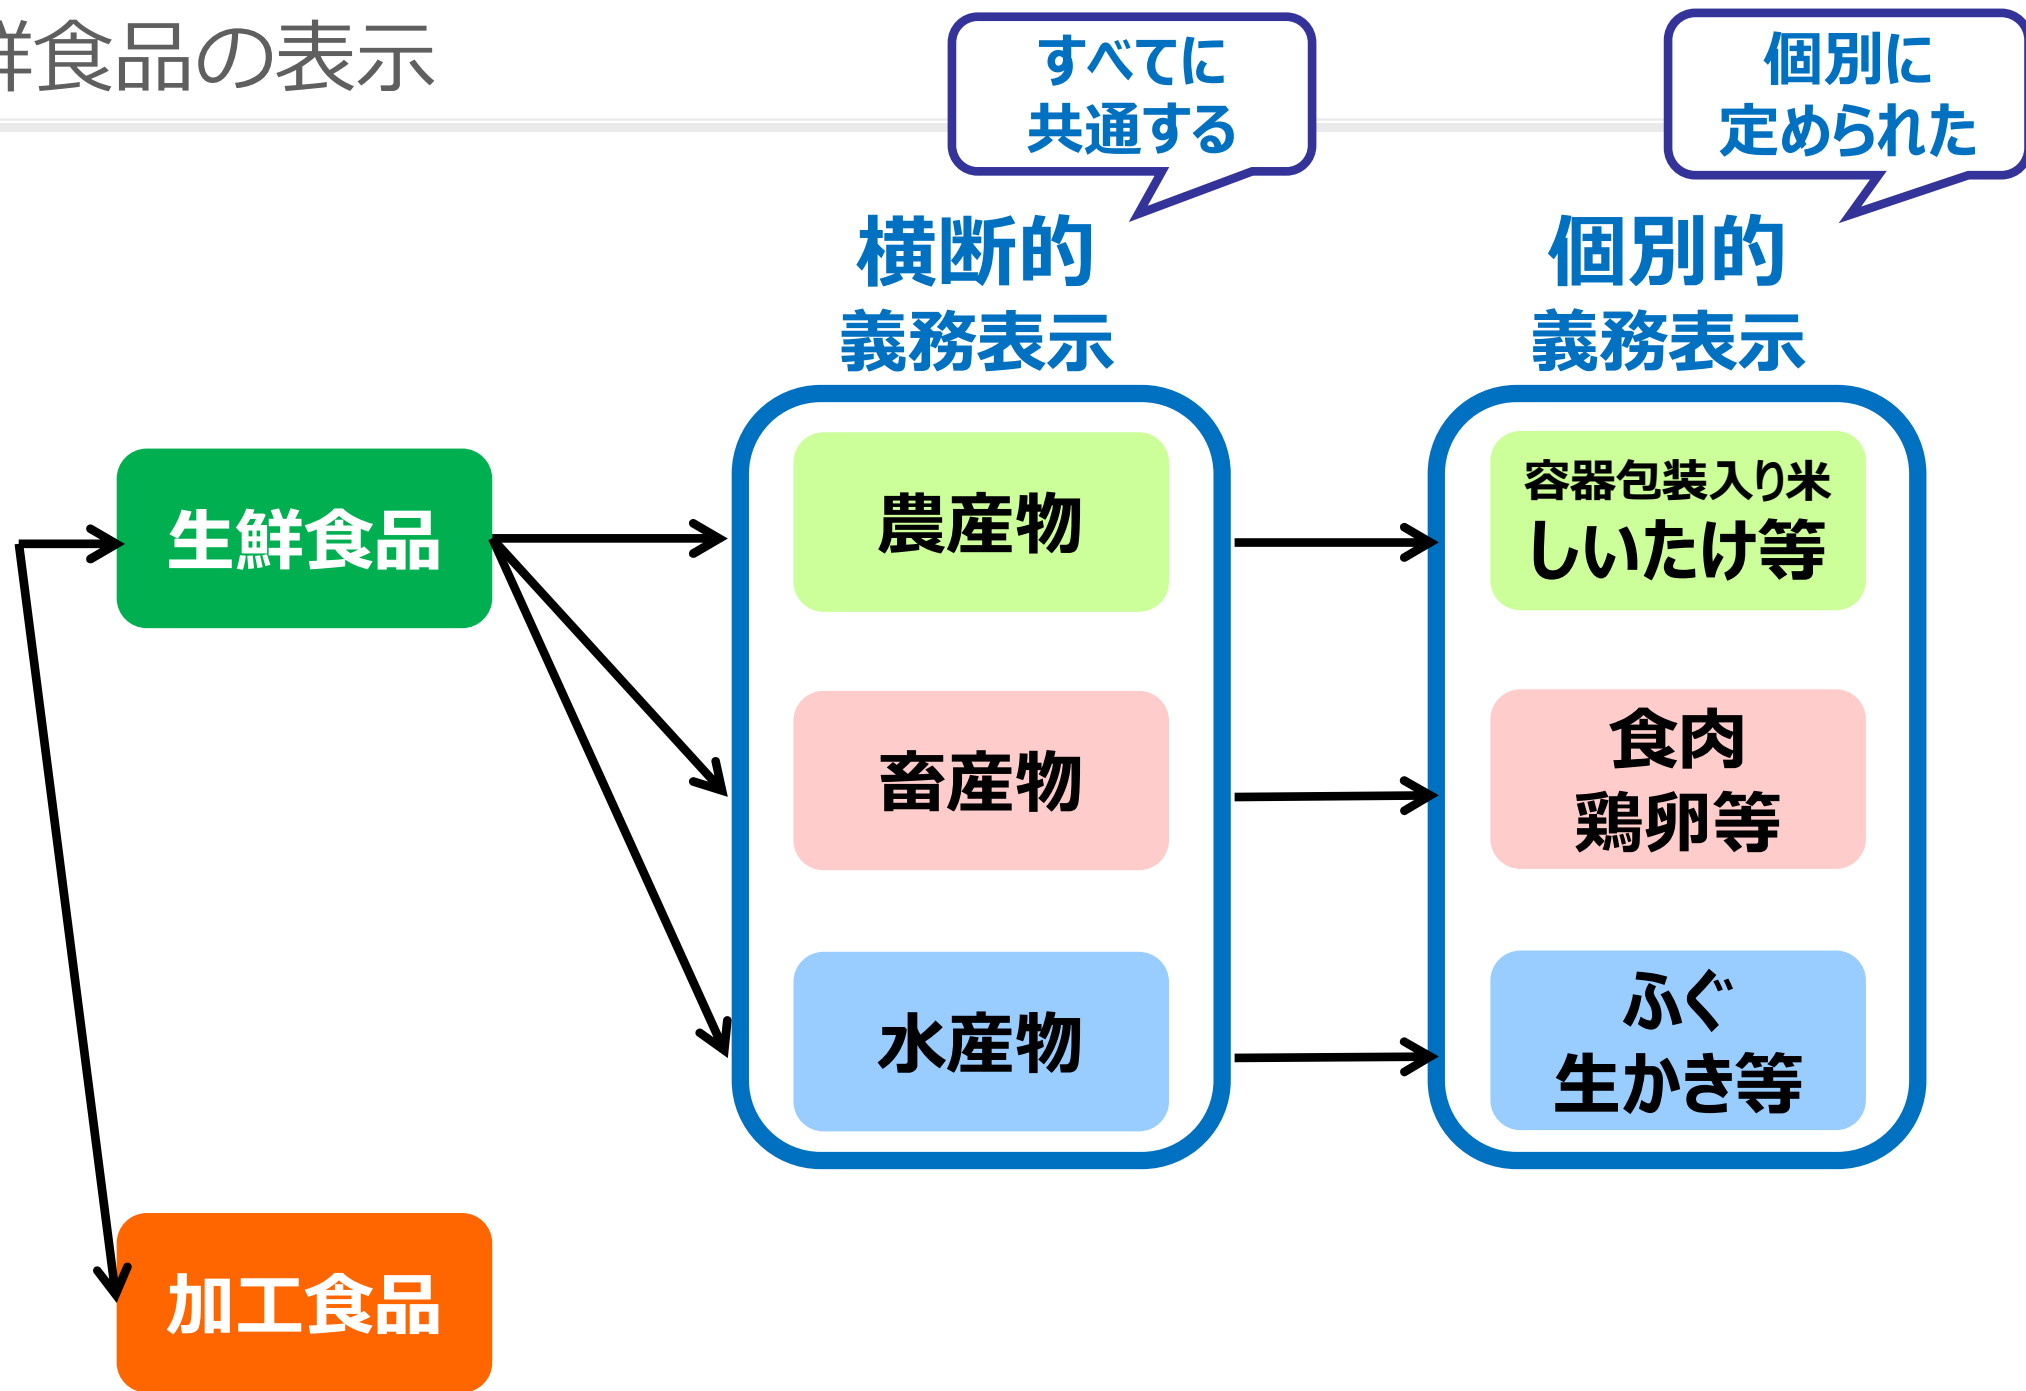 鮮食品の表示
すべてに
共通する
個別に
定められた
横断的
義務表示
個別的
義務表示
生鮮食品
農産物
容器包装入り米
しいたけ等
畜産物
食肉
鶏卵等
水産物
ふぐ
生かき等
加工食品